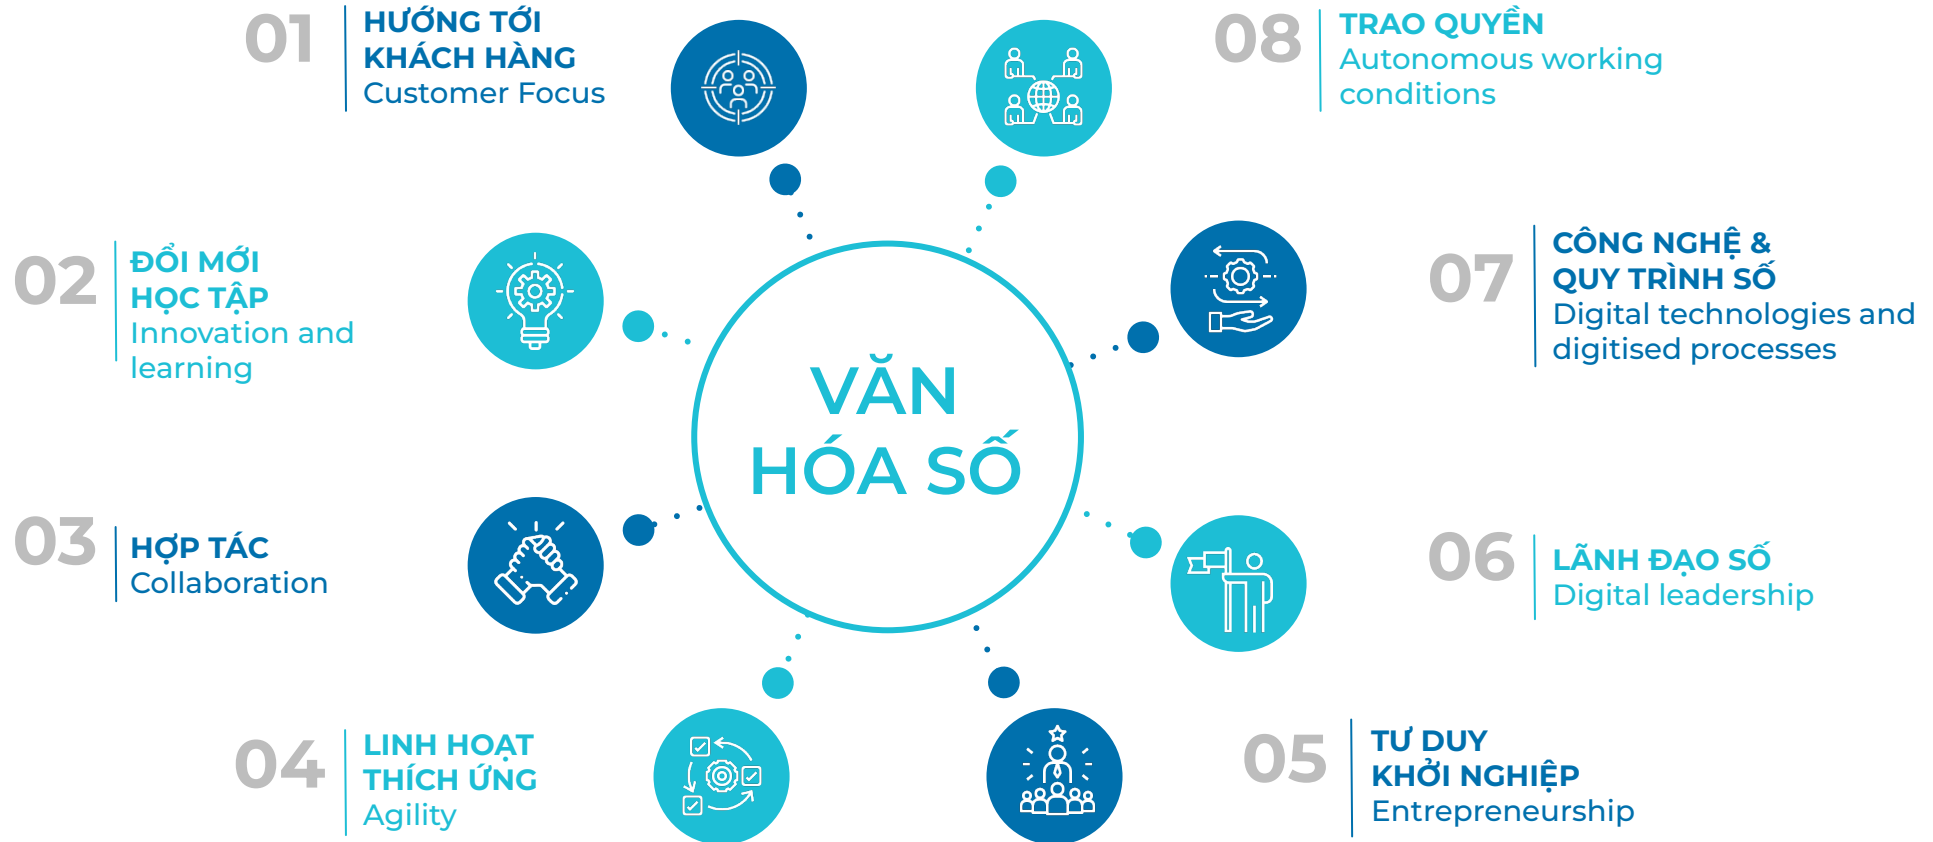 01
HƯỚNG TỚI
KHÁCH HÀNG
Customer Focus
02
ĐỔI MỚI
HỌC TẬP
Innovation and
learning
03
HỢP TÁC
Collaboration
04
LINH HOẠT
THÍCH ỨNG
Agility
VĂN
HÓA SỐ
05
TƯ DUY
KHỞI NGHIỆP
Entrepreneurship
06
LÃNH ĐẠO SỐ
Digital leadership
07
CÔNG NGHỆ &
QUY TRÌNH SỐ
Digital technologies and
digitised processes
08
TRAO QUYỀN
Autonomous working
conditions